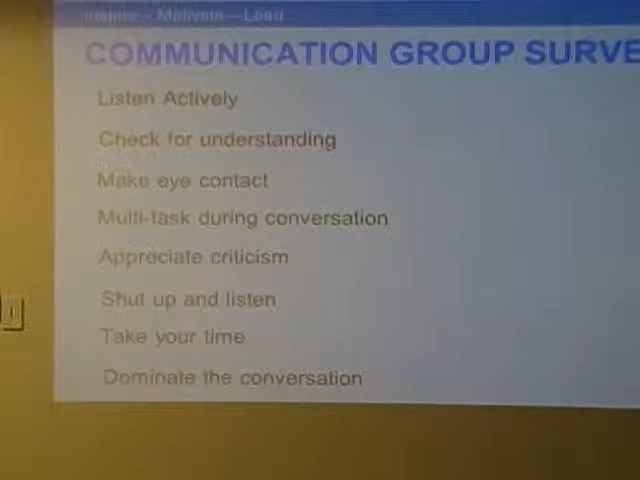 Inspire – Motivate – Lead
COMMUNICATION GROUP SURVE
Listen Actively
Check for understanding
Make eye contact
Multi-task during conversation
Appreciate criticism
Shut up and listen
Take your time
Dominate the conversation